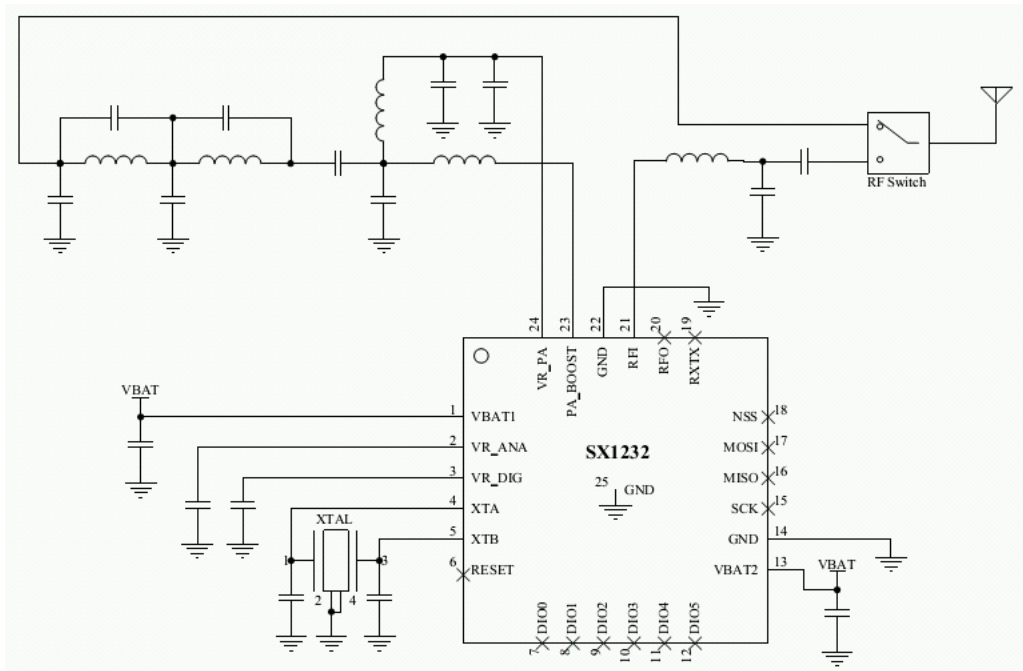 RF Switch
24 23 22 21 20 19
VR_PA PA_BOOST GND RFI RFO RXTX
VBAT
1 VBAT1
2 VR_ANA
3 VR_DIG
4 XTA
5 XTB
6 RESET
SX1232
25 GND
NSS 18
MOSI 17
MISO 16
SCK 15
GND 14
VBAT2 13
VBAT
XTAL
1 3
2 4
DIO0 DIO1 DIO2 DIO3 DIO4 DIO5
7 8 9 10 11 12